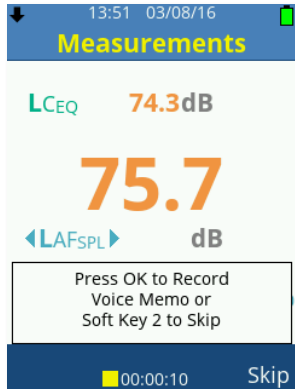 13:51 03/08/16
Measurements
LCEQ 74.3dB
75.7
LAFSPL dB
Press OK to Record
Voice Memo or
Soft Key 2 to Skip
00:00:10 Skip